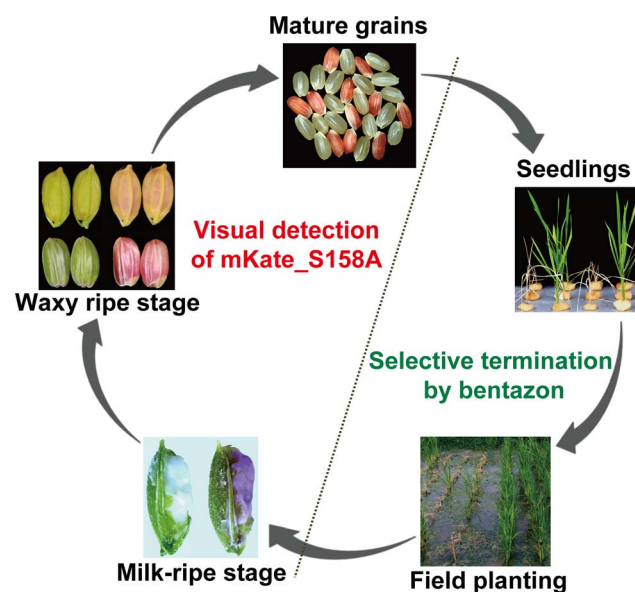 Mature grains
Seedlings
Visual detection
of mKate_S158A
Waxy ripe stage
Selective termination
by bentazon
Milk-ripe stage
Field planting